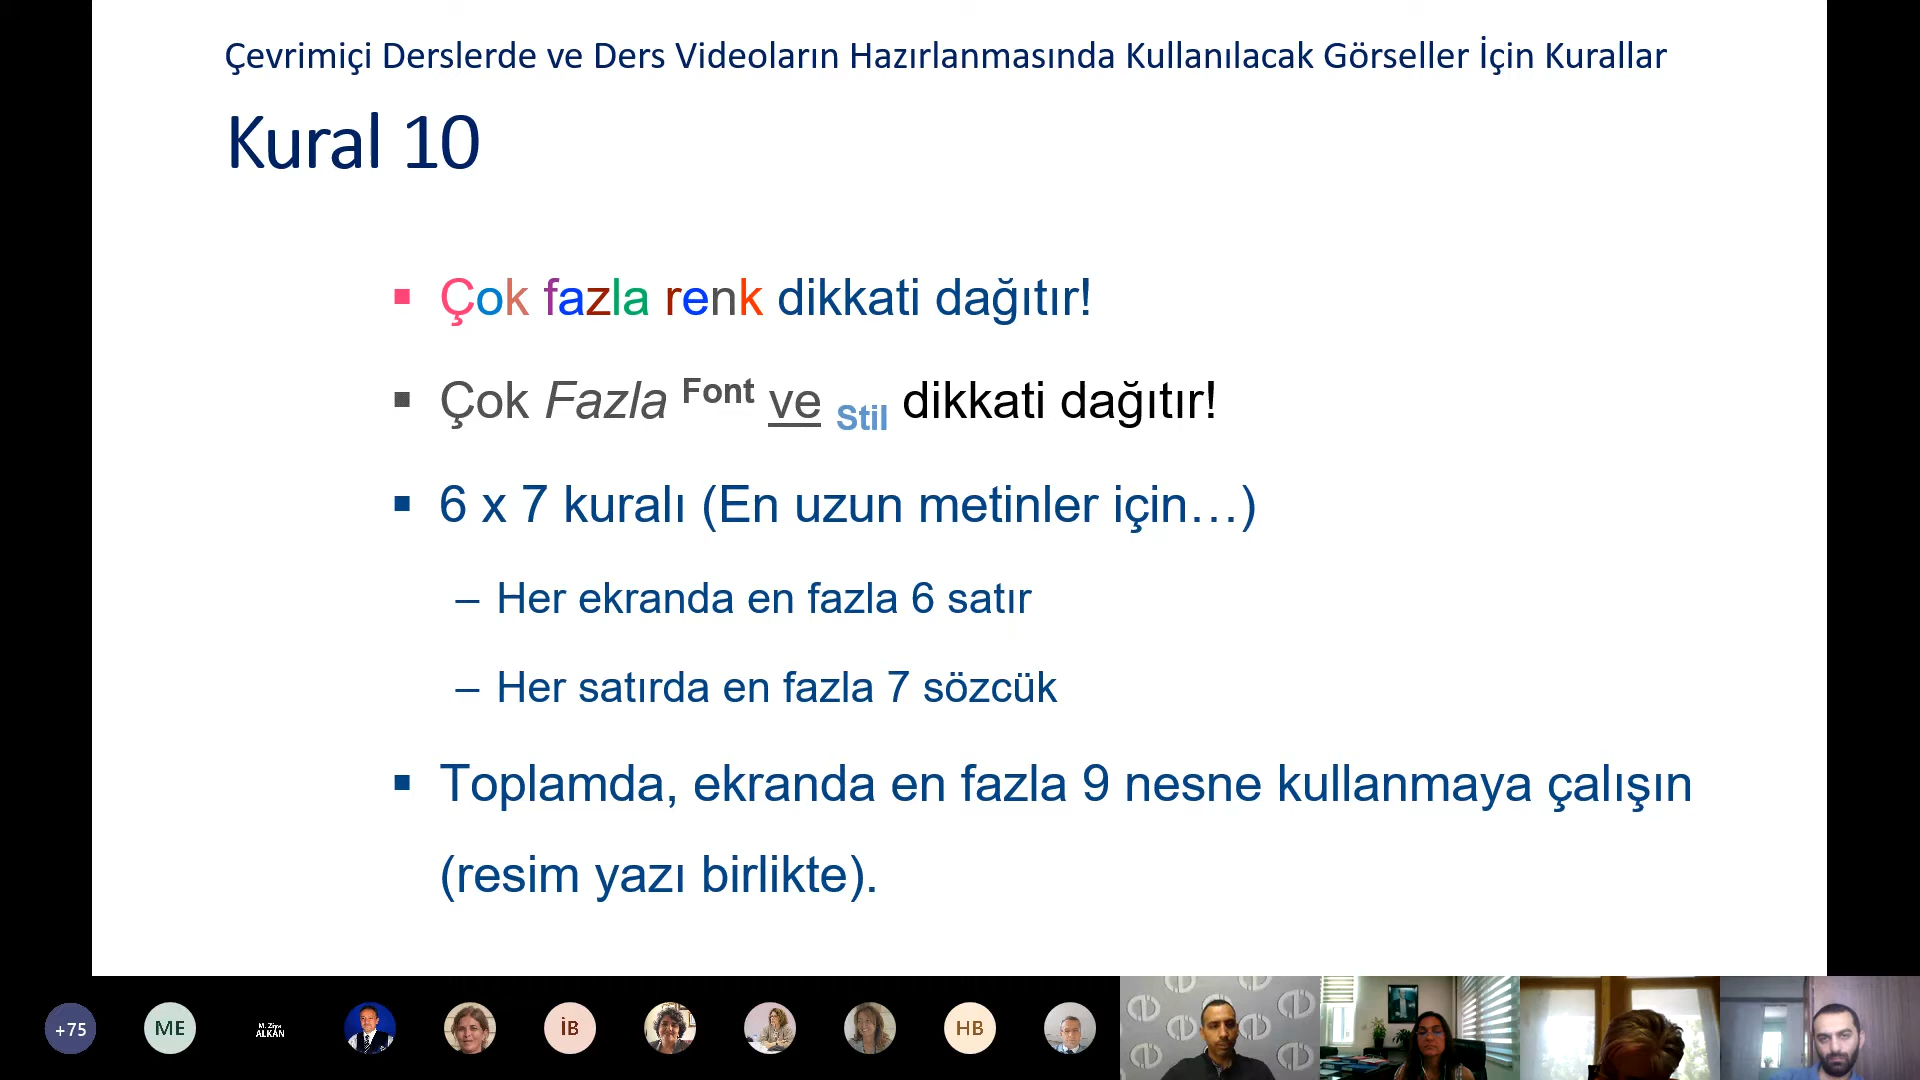 Çevrimiçi Derslerde ve Ders Videoların Hazırlanmasında Kullanılacak Görseller İçin Kurallar
Kural 10
▪ Çok fazla renk dikkati dağıtır!
▪ Çok Fazla Font ve Stil dikkati dağıtır!
▪ 6 x 7 kuralı (En uzun metinler için…)
– Her ekranda en fazla 6 satır
– Her satırda en fazla 7 sözcük
▪ Toplamda, ekranda en fazla 9 nesne kullanmaya çalışın
(resim yazı birlikte).
+75
ME
M. Ziya
ALKAN
İB
HB